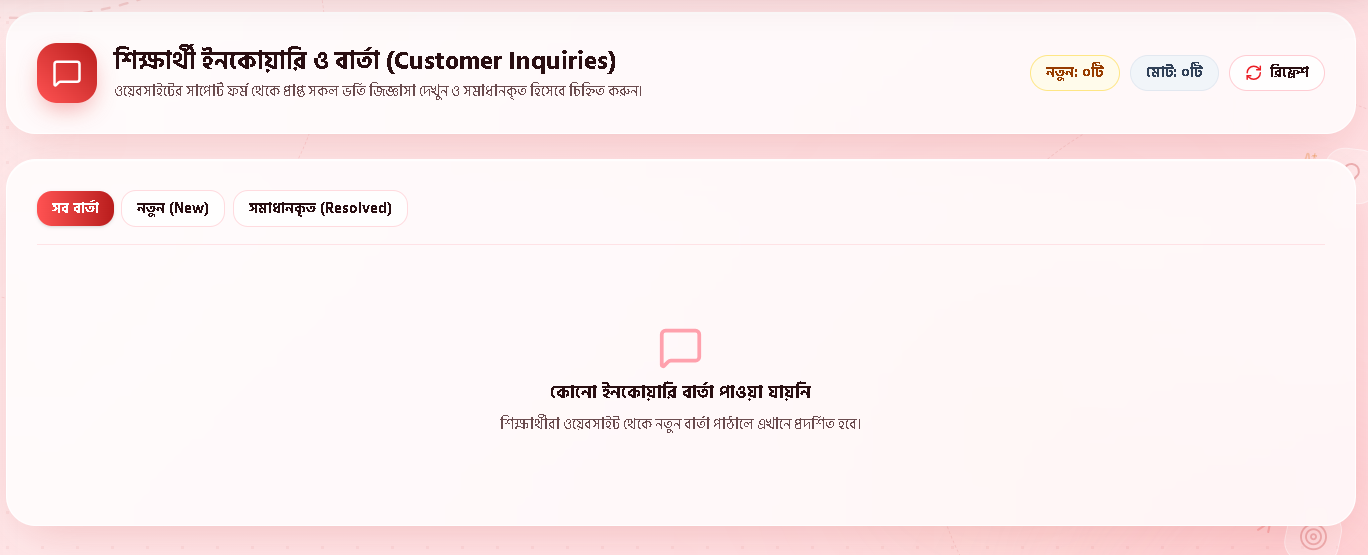 শিক্ষার্থী ইনকোয়ারি ও বার্তা (Customer Inquiries)
ওয়েবসাইটের সাপোর্ট ফর্ম থেকে প্রাপ্ত সকল ভর্তি জিজ্ঞাসা দেখুন ও সমাধানকৃত হিসেবে চিহ্নিত করুন।
নতুন: ০টি
মোট: ০টি
রিফ্রেশ
সব বার্তা
নতুন (New)
সমাধানকৃত (Resolved)
কোনো ইনকোয়ারি বার্তা পাওয়া যায়নি
শিক্ষার্থীরা ওয়েবসাইট থেকে নতুন বার্তা পাঠালে এখানে প্রদর্শিত হবে।